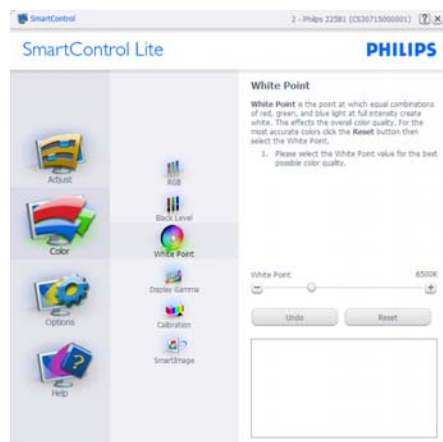 SmartControl
2 - Philips 225B1 (CS30715000001)
SmartControl Lite
PHILIPS
Adjust
Color
Options
Help
RGB
Black Level
White Point
Display Gamma
Calibration
SmartImage
White Point
White Point is the point at which equal combinations
of red, green, and blue light at full intensity create
white. This effects the overall color quality. For the
most accurate colors click the Reset button then
select the White Point.
1. Please select the White Point value for the best
possible color quality.
White Point
6500K
Undo
Reset